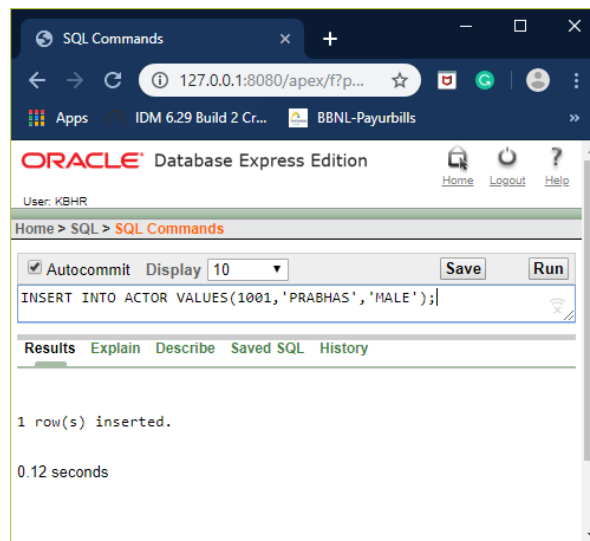 SQL Commands
127.0.0.1:8080/apex/f?p...
Apps IDM 6.29 Build 2 Cr... BBNL-Payurbills »
ORACLE® Database Express Edition
Home Logout Help
User: KBHR
Home > SQL > SQL Commands
Autocommit Display 10 Save Run
INSERT INTO ACTOR VALUES(1001,'PRABHAS','MALE');
Results Explain Describe Saved SQL History
1 row(s) inserted.
0.12 seconds